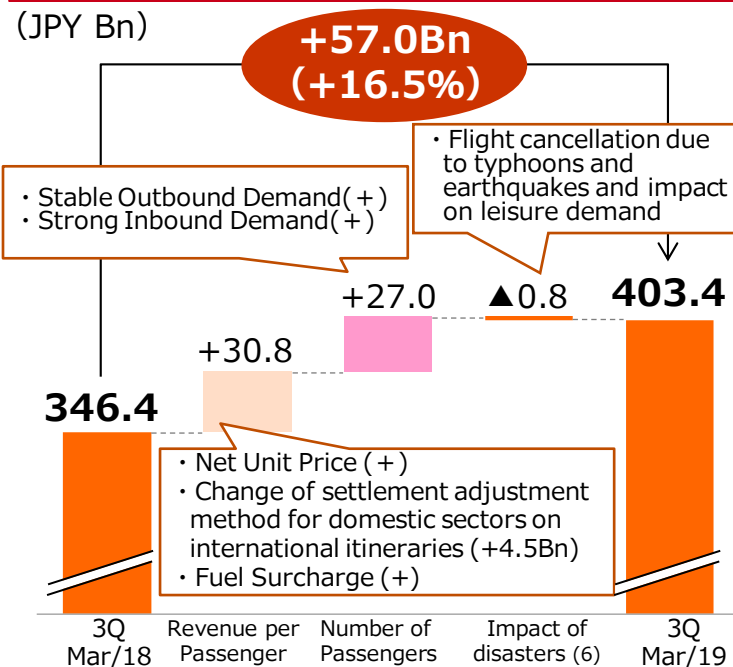 (JPY Bn)
+57.0Bn
(+16.5%)
・Flight cancellation due
to typhoons and
earthquakes and impact
on leisure demand
・Stable Outbound Demand(+)
・Strong Inbound Demand(+)
+27.0
▲0.8
403.4
+30.8
346.4
・Net Unit Price (+)
・Change of settlement adjustment
method for domestic sectors on
international itineraries (+4.5Bn)
・Fuel Surcharge (+)
3Q
Mar/18
Revenue per
Passenger
Number of
Passengers
Impact of
disasters (6)
3Q
Mar/19